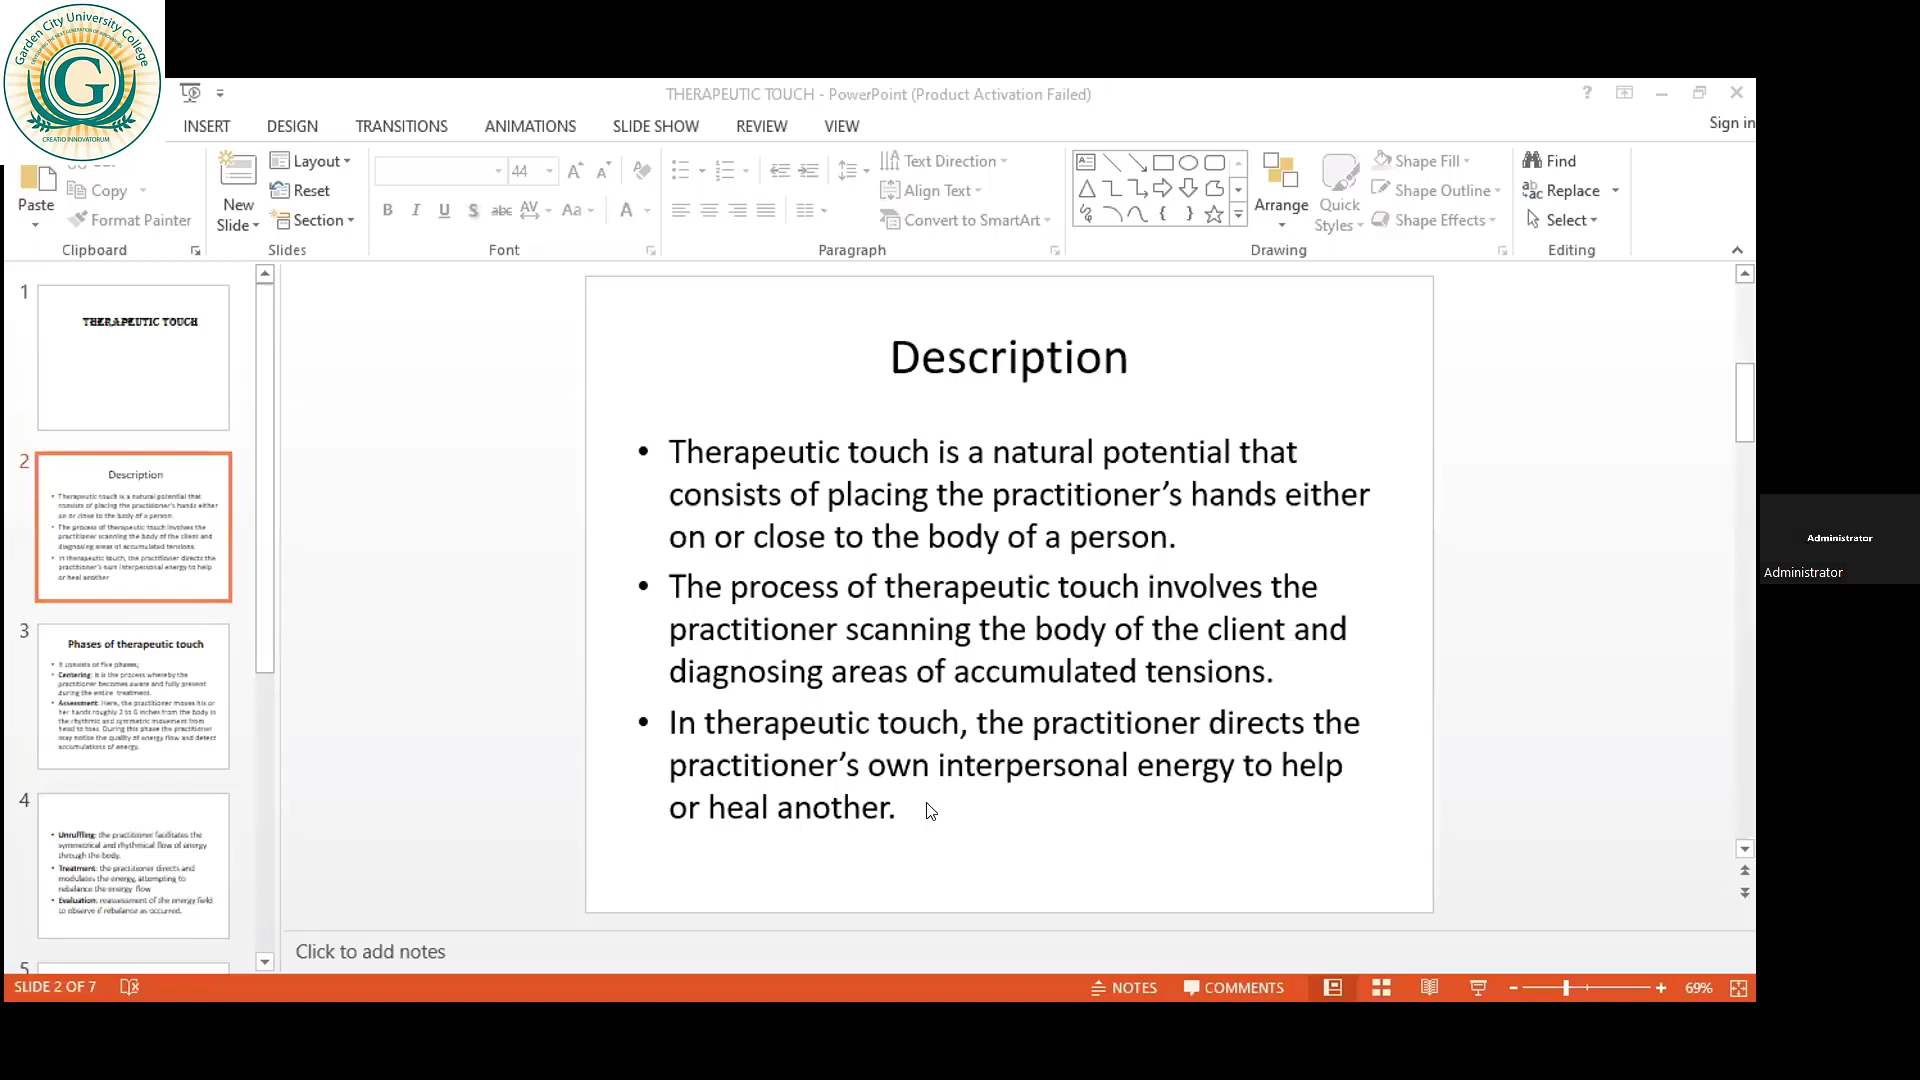 Garden City University College
CREATIO INNOVATORUM
THERAPEUTIC TOUCH - PowerPoint (Product Activation Failed)
INSERT DESIGN TRANSITIONS ANIMATIONS SLIDE SHOW REVIEW VIEW
Sign in
Paste
Copy
Format Painter
Clipboard
New
Slide
Layout
Reset
Section
Slides
44
B I U S abc AV Aa A
Font
Text Direction
Align Text
Convert to SmartArt
Paragraph
Arrange
Quick
Styles
Shape Fill
Shape Outline
Shape Effects
Drawing
Find
Replace
Select
Editing
1
THERAPEUTIC TOUCH
2
Description
• Therapeutic touch is a natural potential that
consists of placing the practitioner's hands either
on or close to the body of a person.
• The process of therapeutic touch involves the
practitioner scanning the body of the client and
diagnosing areas of accumulated tensions.
• In therapeutic touch, the practitioner directs the
practitioner's own interpersonal energy to help
or heal another
3
Phases of therapeutic touch
• It consists of five phases;
• Centering: it is the process whereby the
practitioner becomes aware and fully present
during the entire treatment.
• Assessment: Here, the practitioner moves his or
her hands roughly 2 to 6 inches from the body in
the rhythmic and symmetric movement from
head to toes. During this phase the practitioner
may notice the quality of energy flow and detect
accumulations of energy.
4
• Unruffling: the practitioner facilitates the
symmetrical and rhythmical flow of energy
through the body.
• Treatment: the practitioner directs and
modulates the energy, attempting to
rebalance the energy flow
• Evaluation: reassessment of the energy field
to observe if rebalance as occurred.
5
Description
• Therapeutic touch is a natural potential that
consists of placing the practitioner’s hands either
on or close to the body of a person.
• The process of therapeutic touch involves the
practitioner scanning the body of the client and
diagnosing areas of accumulated tensions.
• In therapeutic touch, the practitioner directs the
practitioner’s own interpersonal energy to help
or heal another.
Click to add notes
SLIDE 2 OF 7
NOTES COMMENTS
69%
Administrator
Administrator